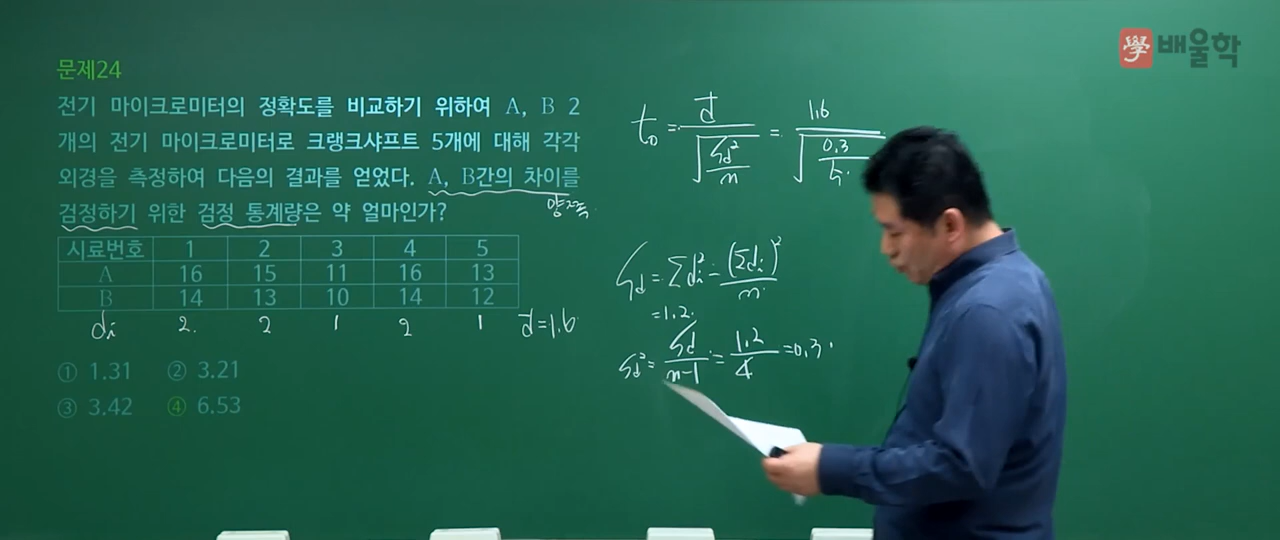 學 배울학
문제24
전기 마이크로미터의 정확도를 비교하기 위하여 A, B 2
개의 전기 마이크로미터로 크랭크샤프트 5개에 대해 각각
외경을 측정하여 다음의 결과를 얻었다. A, B간의 차이를
검정하기 위한 검정 통계량은 약 얼마인가?
양쪽
시료번호 1 2 3 4 5
A 16 15 11 16 13
B 14 13 10 14 12
di 2 2 1 2 1 d̄=1.6
① 1.31 ② 3.21
③ 3.42 ④ 6.53
t₀ = d̄ / √(Sd²/n) = 1.6 / √(0.3/5)
Sd = Σdi² - (Σdi)²/n
= 1.2
Sd² = Sd/(n-1) = 1.2/4 = 0.3